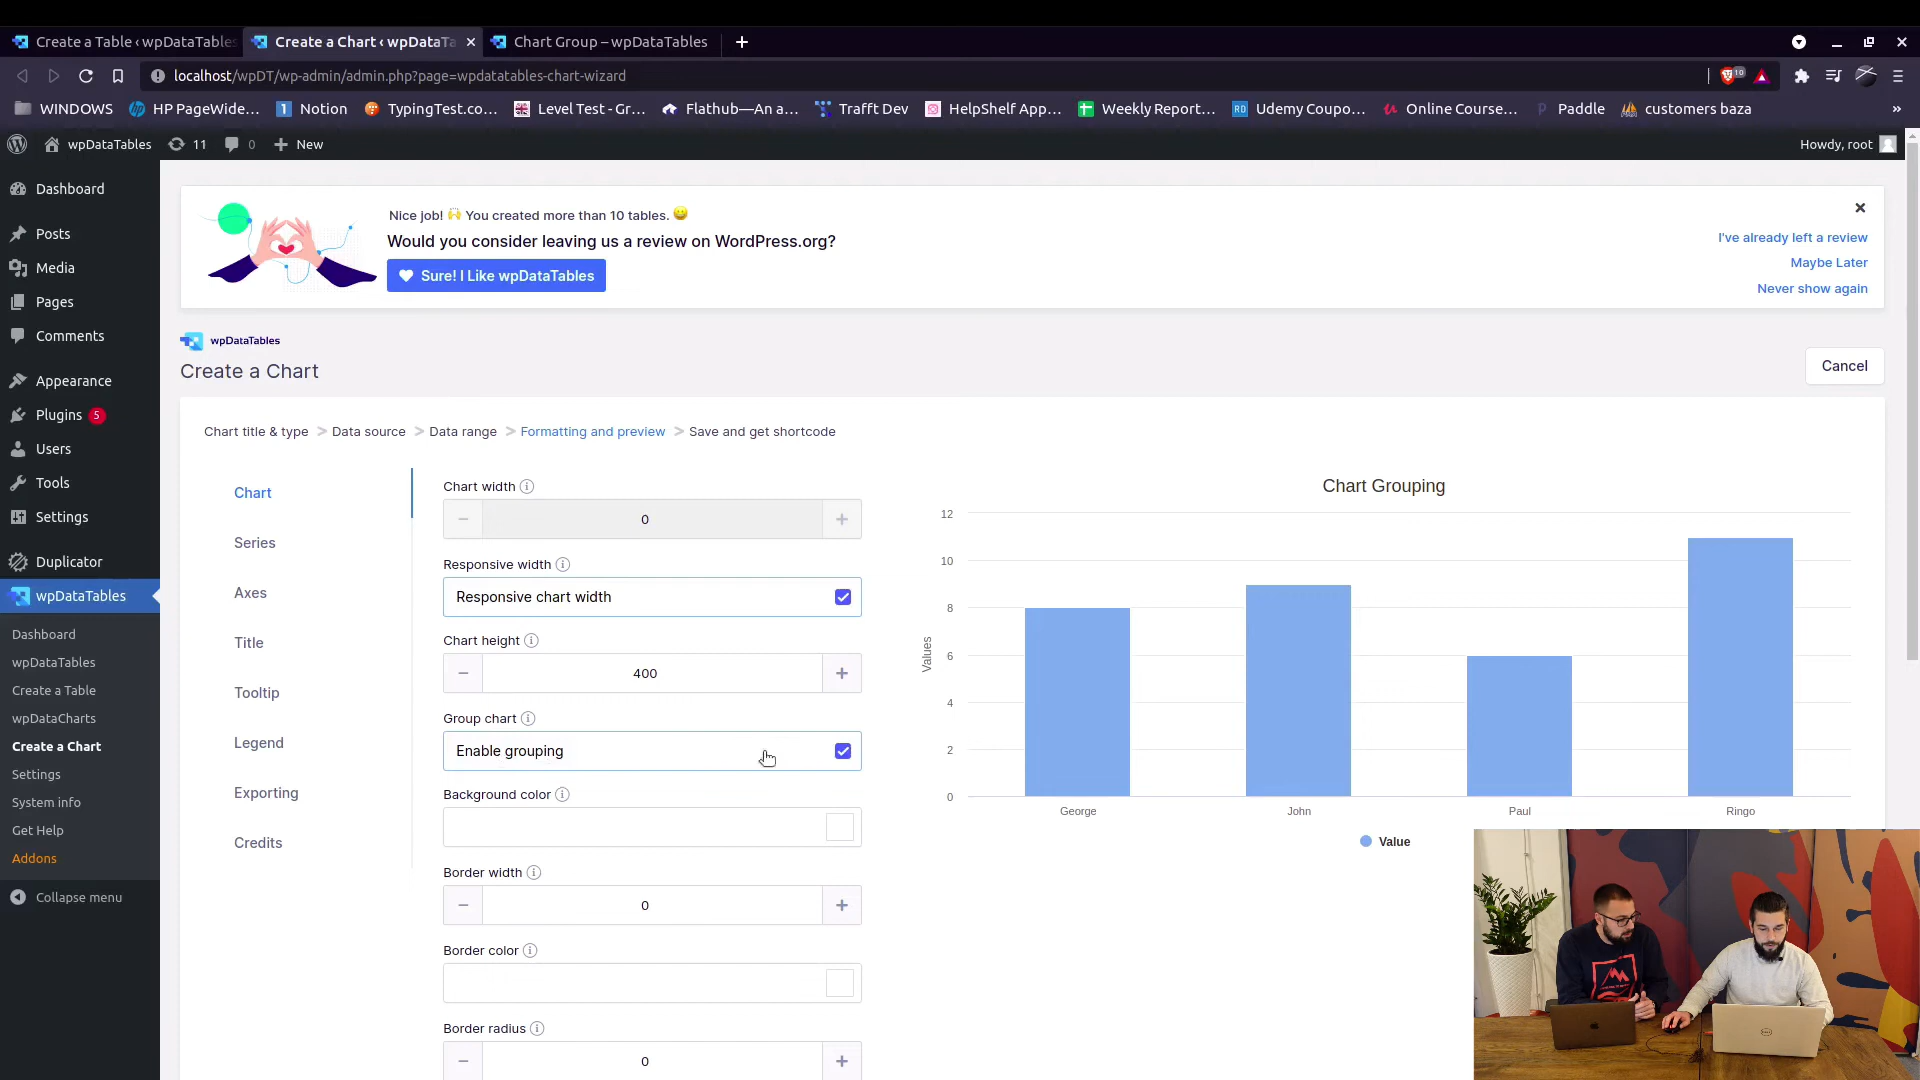 Create a Table ‹ wpDataTables
Create a Chart ‹ wpDataTa
Chart Group – wpDataTables
localhost/wpDT/wp-admin/admin.php?page=wpdatatables-chart-wizard
10
WINDOWS
HP PageWide...
Notion
TypingTest.co...
Level Test - Gr...
Flathub—An a...
Trafft Dev
HelpShelf App...
Weekly Report...
Udemy Coupo...
Online Course...
Paddle
customers baza
»
wpDataTables
11
0
New
Howdy, root
Dashboard
Posts
Media
Pages
Comments
Appearance
Plugins 5
Users
Tools
Settings
Duplicator
wpDataTables
Dashboard
wpDataTables
Create a Table
wpDataCharts
Create a Chart
Settings
System info
Get Help
Addons
Collapse menu
Nice job! 🙌 You created more than 10 tables. 😀
Would you consider leaving us a review on WordPress.org?
Sure! I Like wpDataTables
I've already left a review
Maybe Later
Never show again
wpDataTables
Create a Chart
Cancel
Chart title & type > Data source > Data range > Formatting and preview > Save and get shortcode
Chart
Series
Axes
Title
Tooltip
Legend
Exporting
Credits
Chart width
0
Responsive width
Responsive chart width
Chart height
400
Group chart
Enable grouping
Background color
Border width
0
Border color
Border radius
0
Chart Grouping
12
10
8
6
4
2
0
Values
George
John
Paul
Ringo
Value